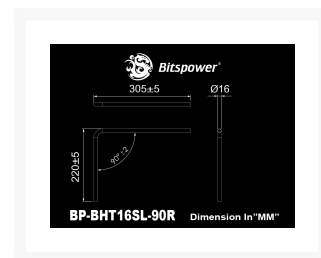 Bitspower®
305±5
Ø16
220±5
90°±2
BP-BHT16SL-90R
Dimension In"MM"